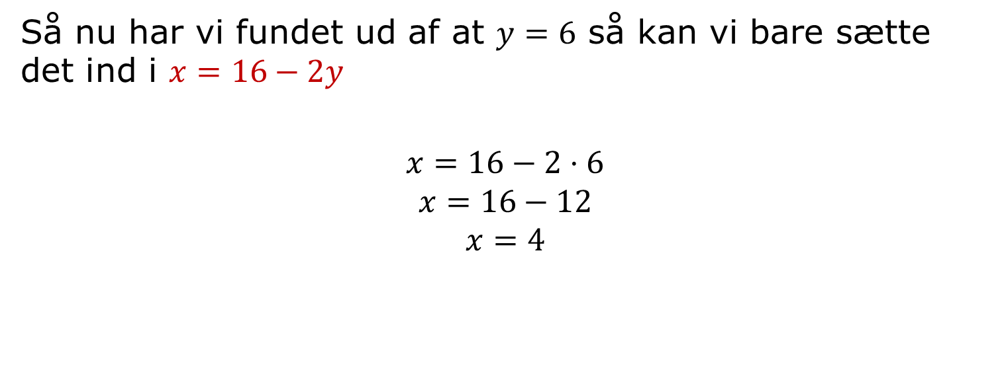 Så nu har vi fundet ud af at y = 6 så kan vi bare sætte
det ind i x = 16 − 2y
x = 16 − 2 · 6
x = 16 − 12
x = 4